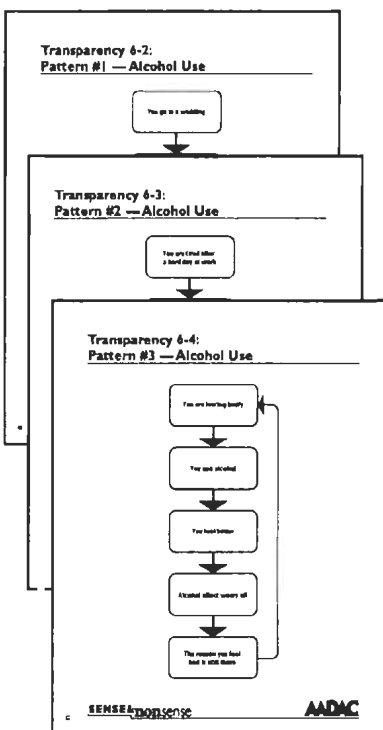 Transparency 6-2:
Pattern #1 — Alcohol Use
You go to a wedding
Transparency 6-3:
Pattern #2 — Alcohol Use
You are tired after
a hard day at work
Transparency 6-4:
Pattern #3 — Alcohol Use
You are feeling
You use alcohol
You feel better
Alcohol effect wears off
The reason you feel
bad is still there
SENSE& nonsense
AADAC